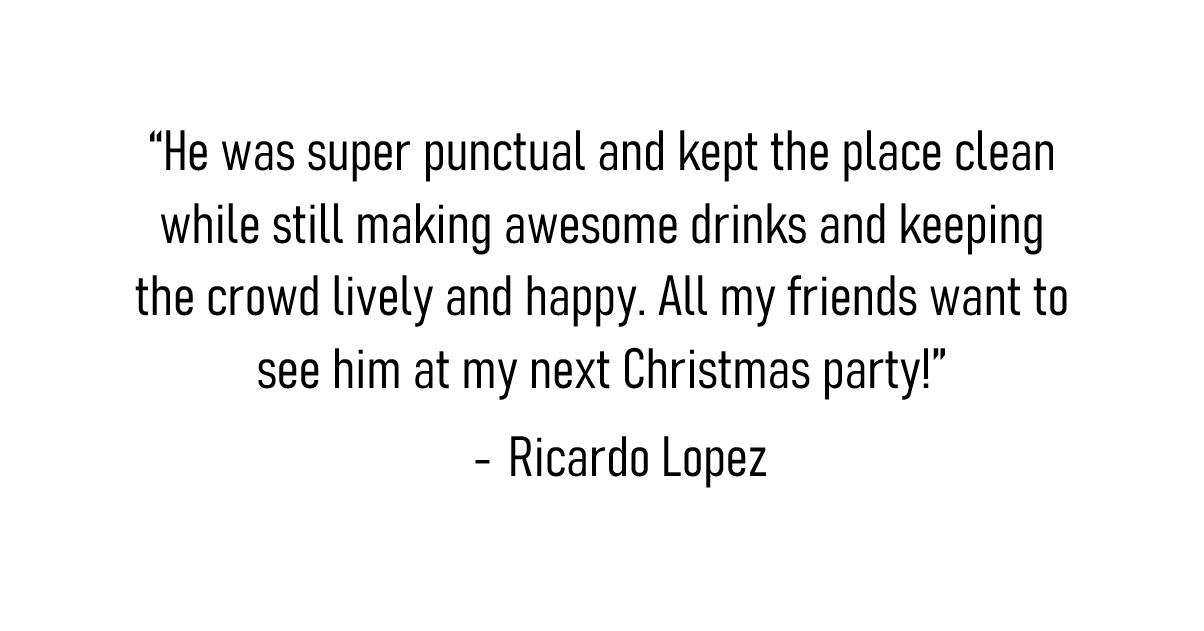 “He was super punctual and kept the place clean
while still making awesome drinks and keeping
the crowd lively and happy. All my friends want to
see him at my next Christmas party!”
- Ricardo Lopez